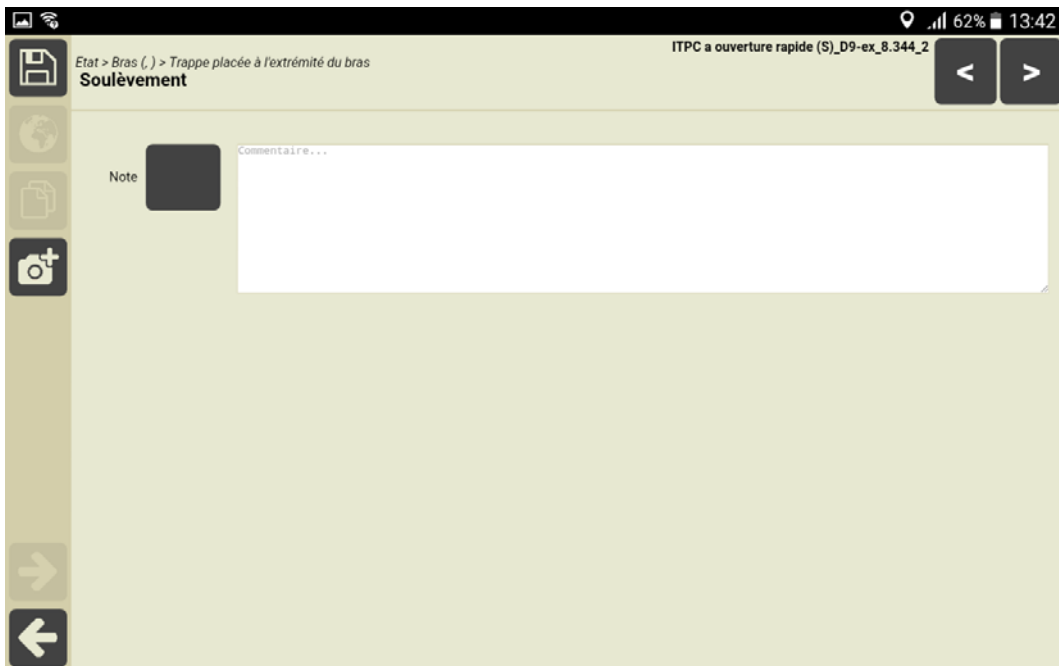 62% 13:42
ITPC a ouverture rapide (S)_D9-ex_8.344_2
Etat > Bras (, ) > Trappe placée à l'extrémité du bras
Soulèvement
< >
Commentaire...
Note